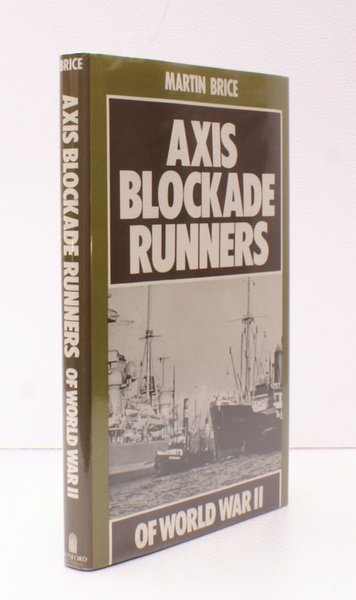 MARTIN BRICE
AXIS
BLOCKADE
RUNNERS
OF WORLD WAR II
BRICE
AXIS BLOCKADE RUNNERS OF WORLD WAR II